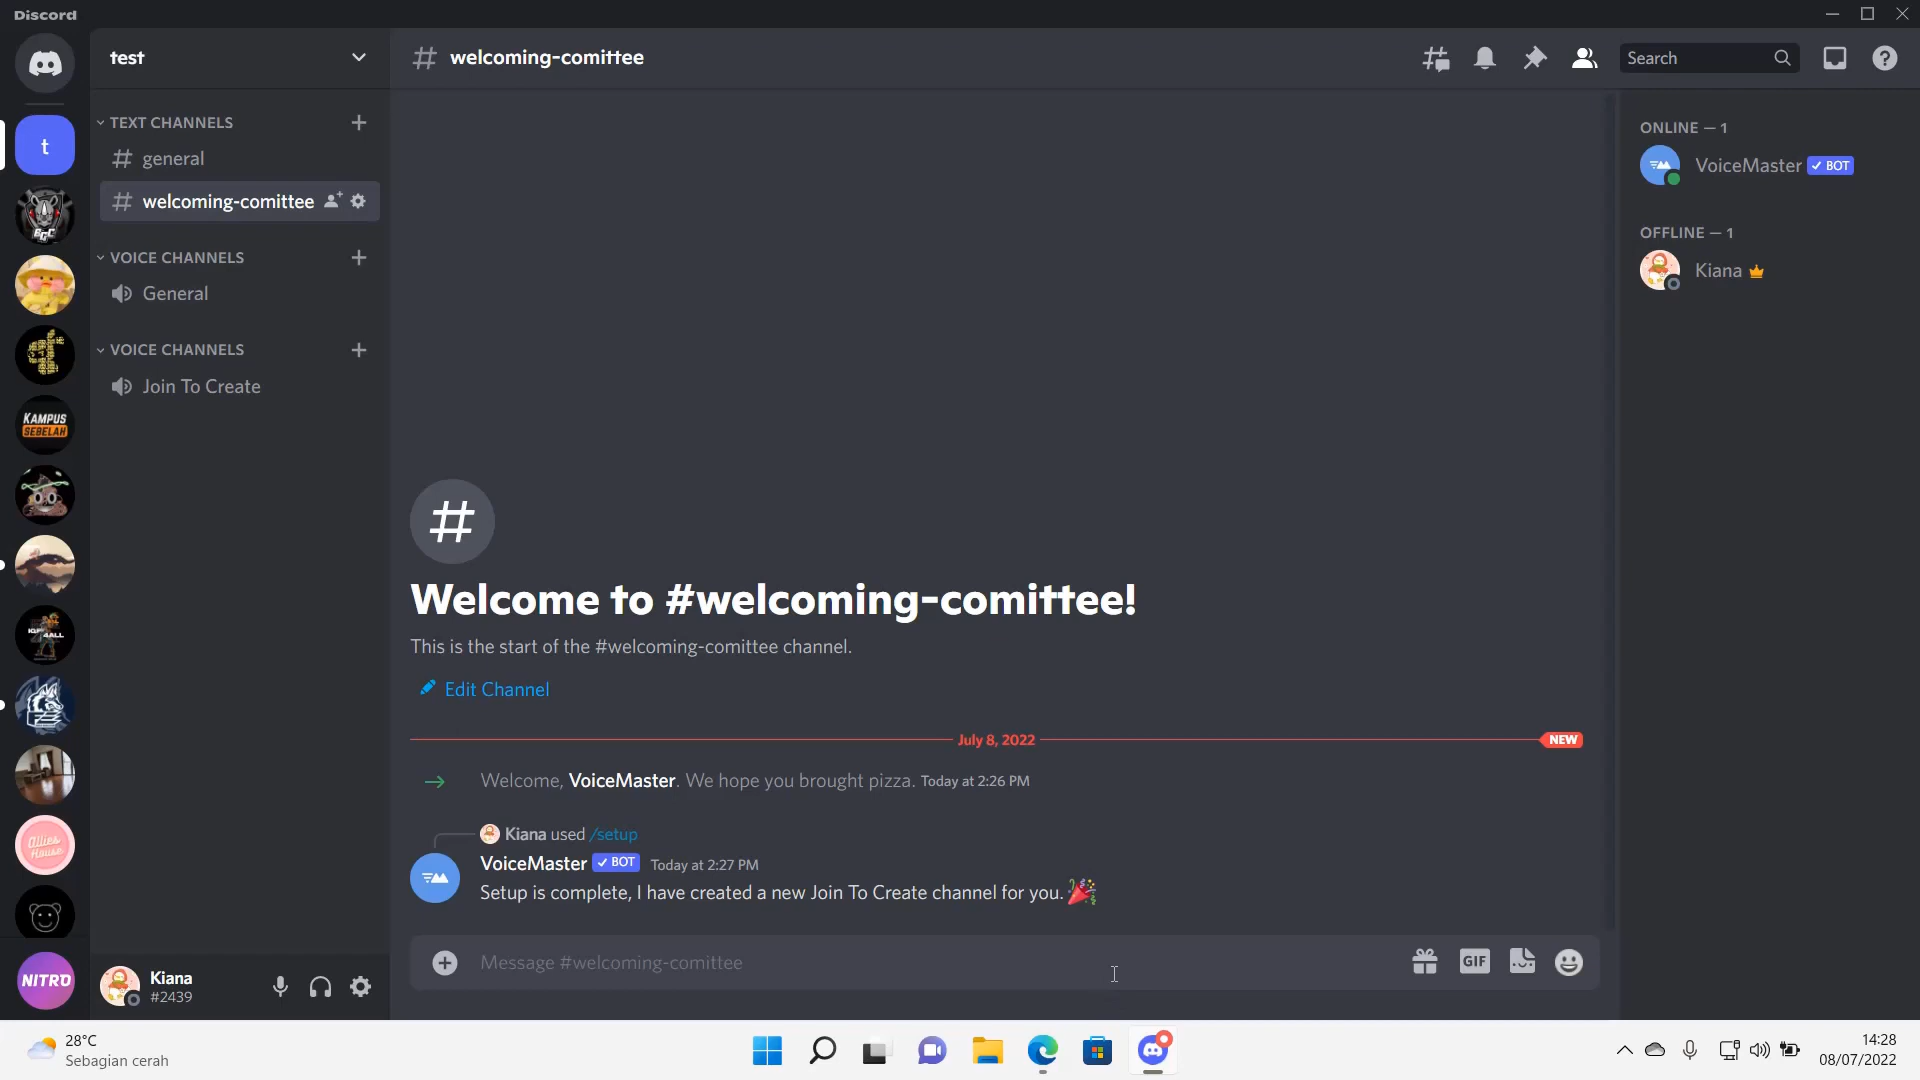 Discord
test
welcoming-comittee
Search
TEXT CHANNELS
general
welcoming-comittee
VOICE CHANNELS
General
VOICE CHANNELS
Join To Create
t
BGC
KAMPUS
SEBELAH
Allies
House
NITRO
Kiana
#2439
Welcome to #welcoming-comittee!
This is the start of the #welcoming-comittee channel.
Edit Channel
July 8, 2022
NEW
Welcome, VoiceMaster. We hope you brought pizza. Today at 2:26 PM
Kiana used /setup
VoiceMaster ✓ BOT Today at 2:27 PM
Setup is complete, I have created a new Join To Create channel for you. 🎉
Message #welcoming-comittee
GIF
ONLINE — 1
VoiceMaster ✓ BOT
OFFLINE — 1
Kiana
28°C
Sebagian cerah
14:28
08/07/2022